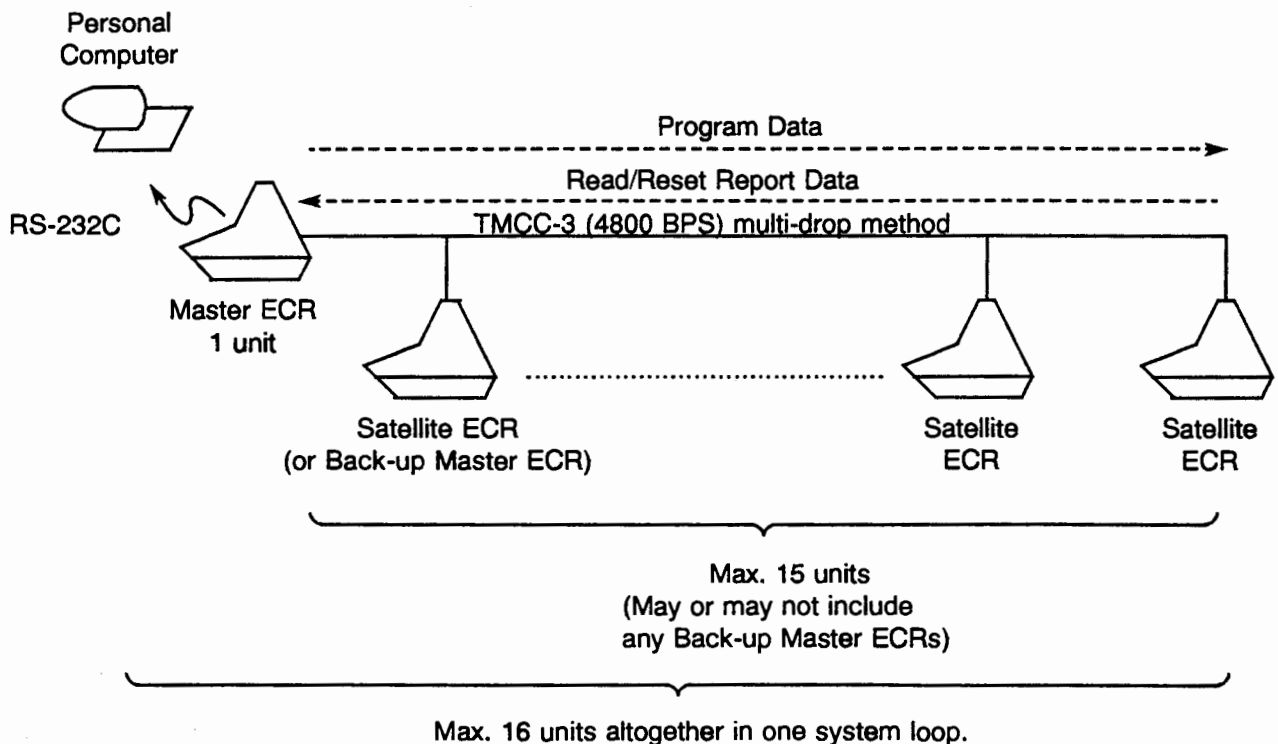 Personal
Computer
Program Data
Read/Reset Report Data
RS-232C
TMCC-3 (4800 BPS) multi-drop method
Master ECR
1 unit
Satellite ECR
(or Back-up Master ECR)
Satellite
ECR
Satellite
ECR
Max. 15 units
(May or may not include
any Back-up Master ECRs)
Max. 16 units altogether in one system loop.